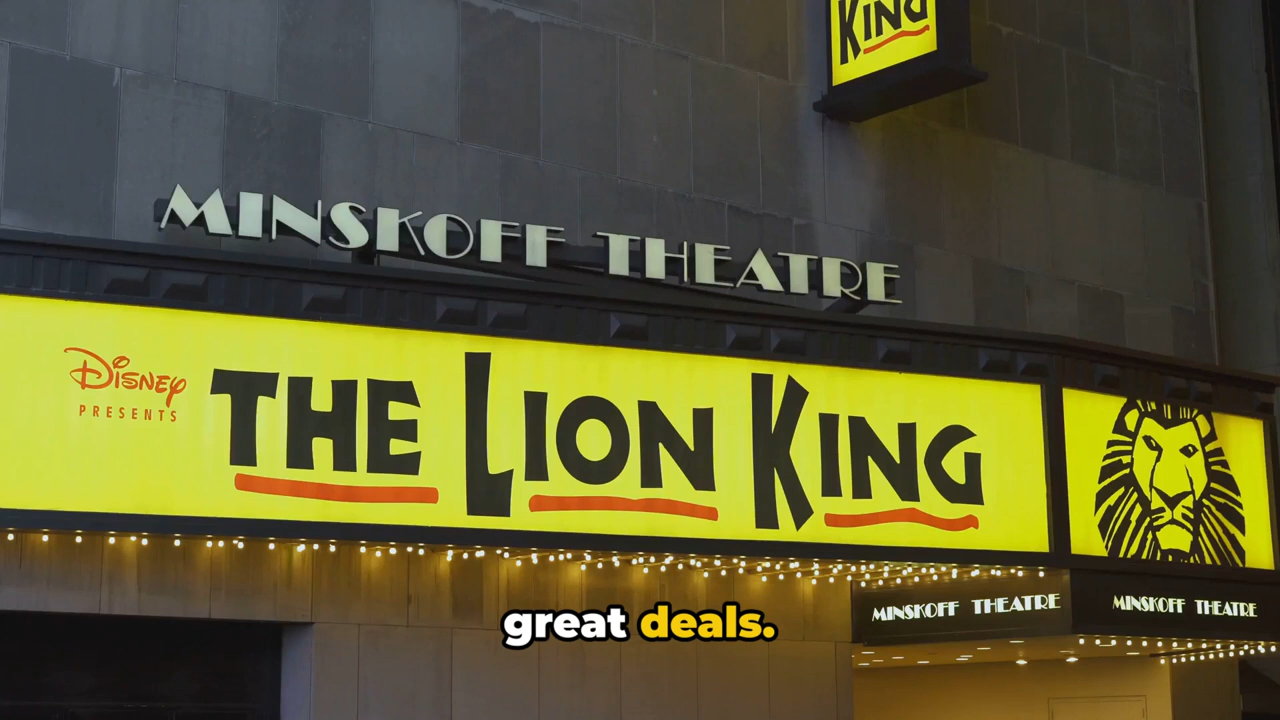 KING
MINSKOFF THEATRE
DISNEY
PRESENTS
THE LION KING
MINSKOFF THEATRE
MINSKOFF THEATRE
great deals.